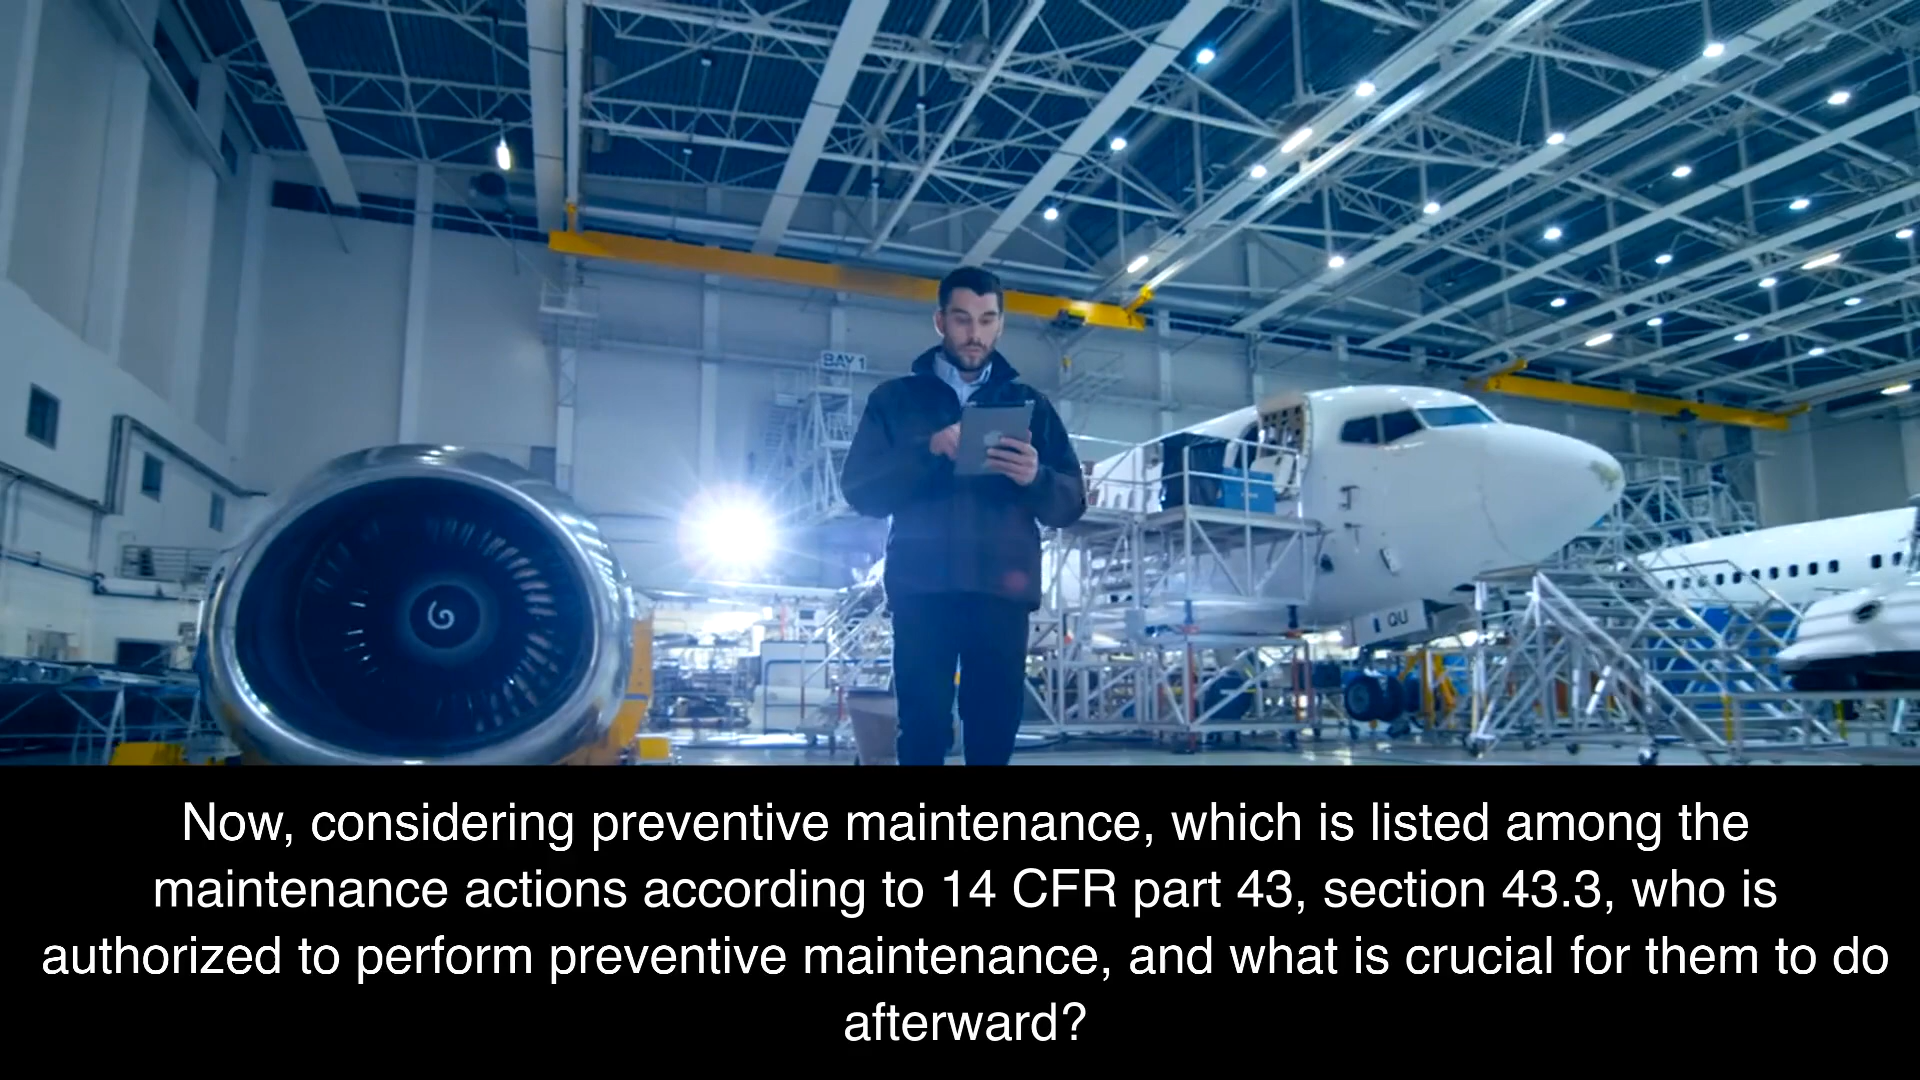 BAY 1
QU
Now, considering preventive maintenance, which is listed among the
maintenance actions according to 14 CFR part 43, section 43.3, who is
authorized to perform preventive maintenance, and what is crucial for them to do
afterward?